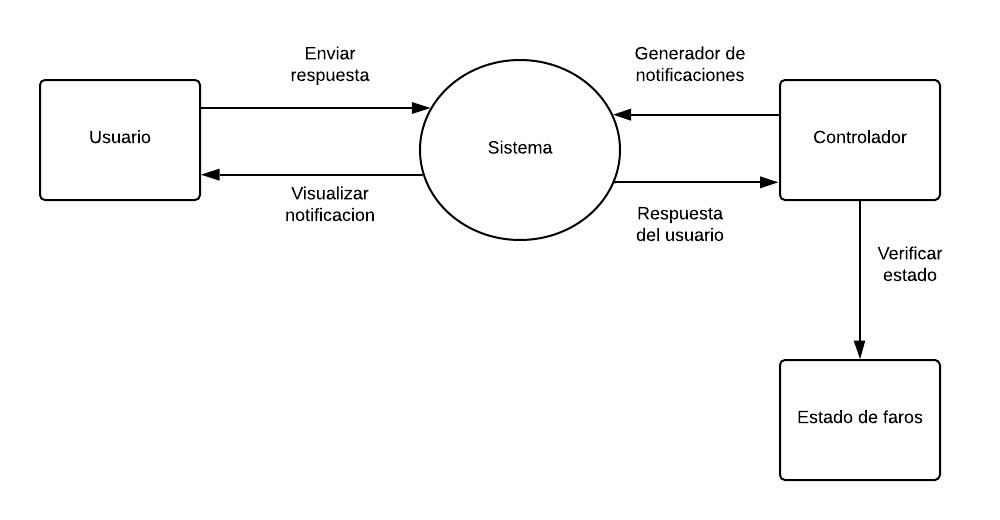 Enviar
respuesta
Generador de
notificaciones
Usuario
Sistema
Controlador
Visualizar
notificacion
Respuesta
del usuario
Verificar
estado
Estado de faros